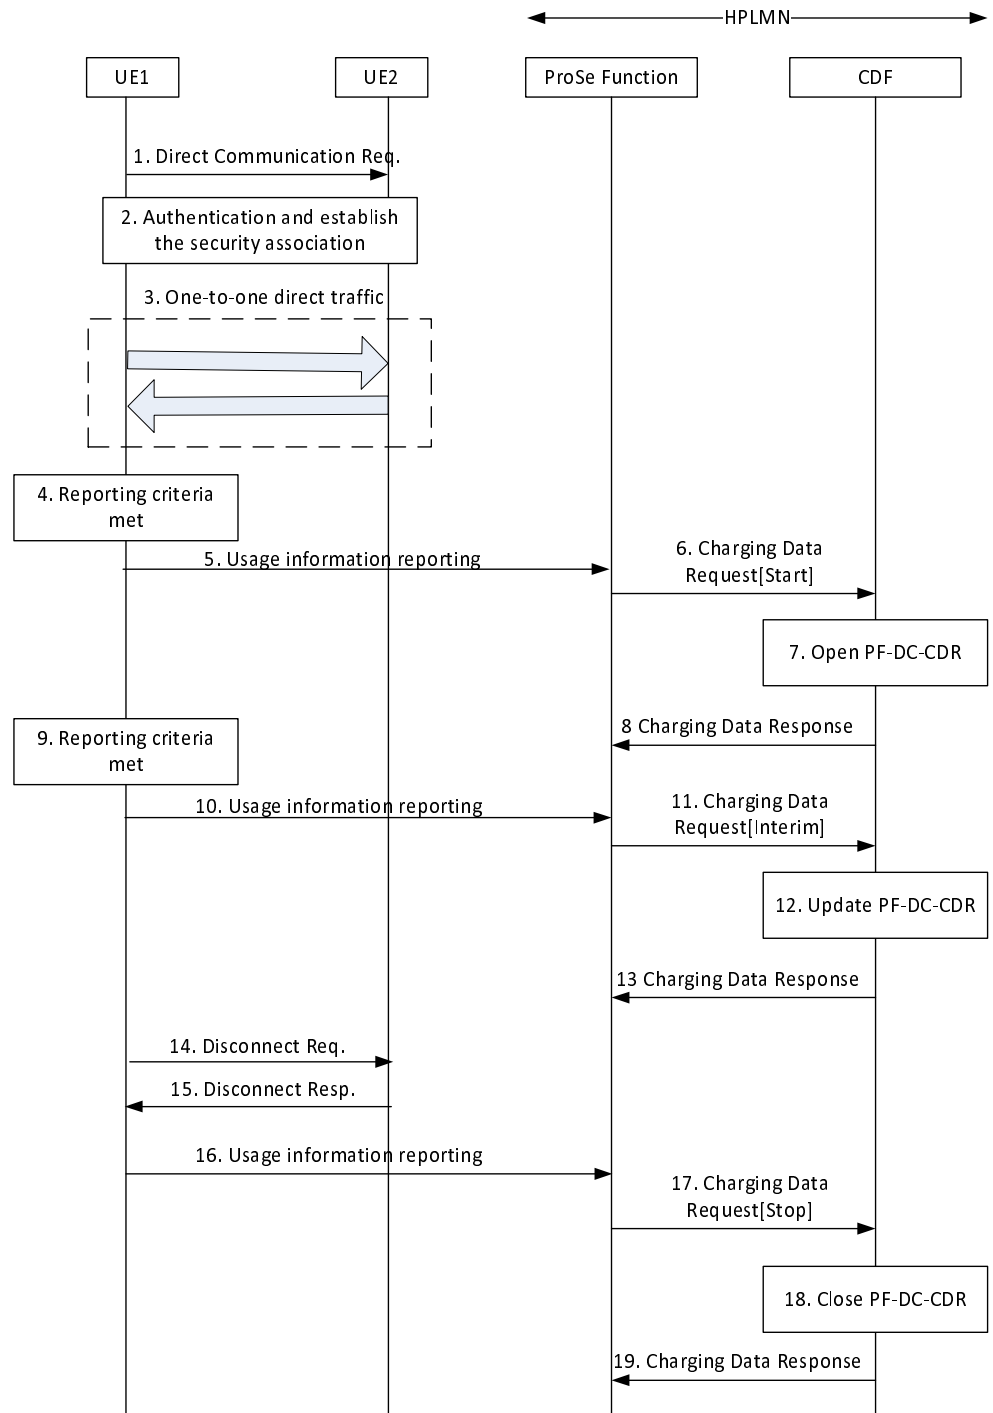 HPLMN
UE1
UE2
ProSe Function
CDF
1. Direct Communication Req.
2. Authentication and establish
the security association
3. One-to-one direct traffic
4. Reporting criteria
met
5. Usage information reporting
6. Charging Data
Request[Start]
7. Open PF-DC-CDR
8 Charging Data Response
9. Reporting criteria
met
10. Usage information reporting
11. Charging Data
Request[Interim]
12. Update PF-DC-CDR
13 Charging Data Response
14. Disconnect Req.
15. Disconnect Resp.
16. Usage information reporting
17. Charging Data
Request[Stop]
18. Close PF-DC-CDR
19. Charging Data Response